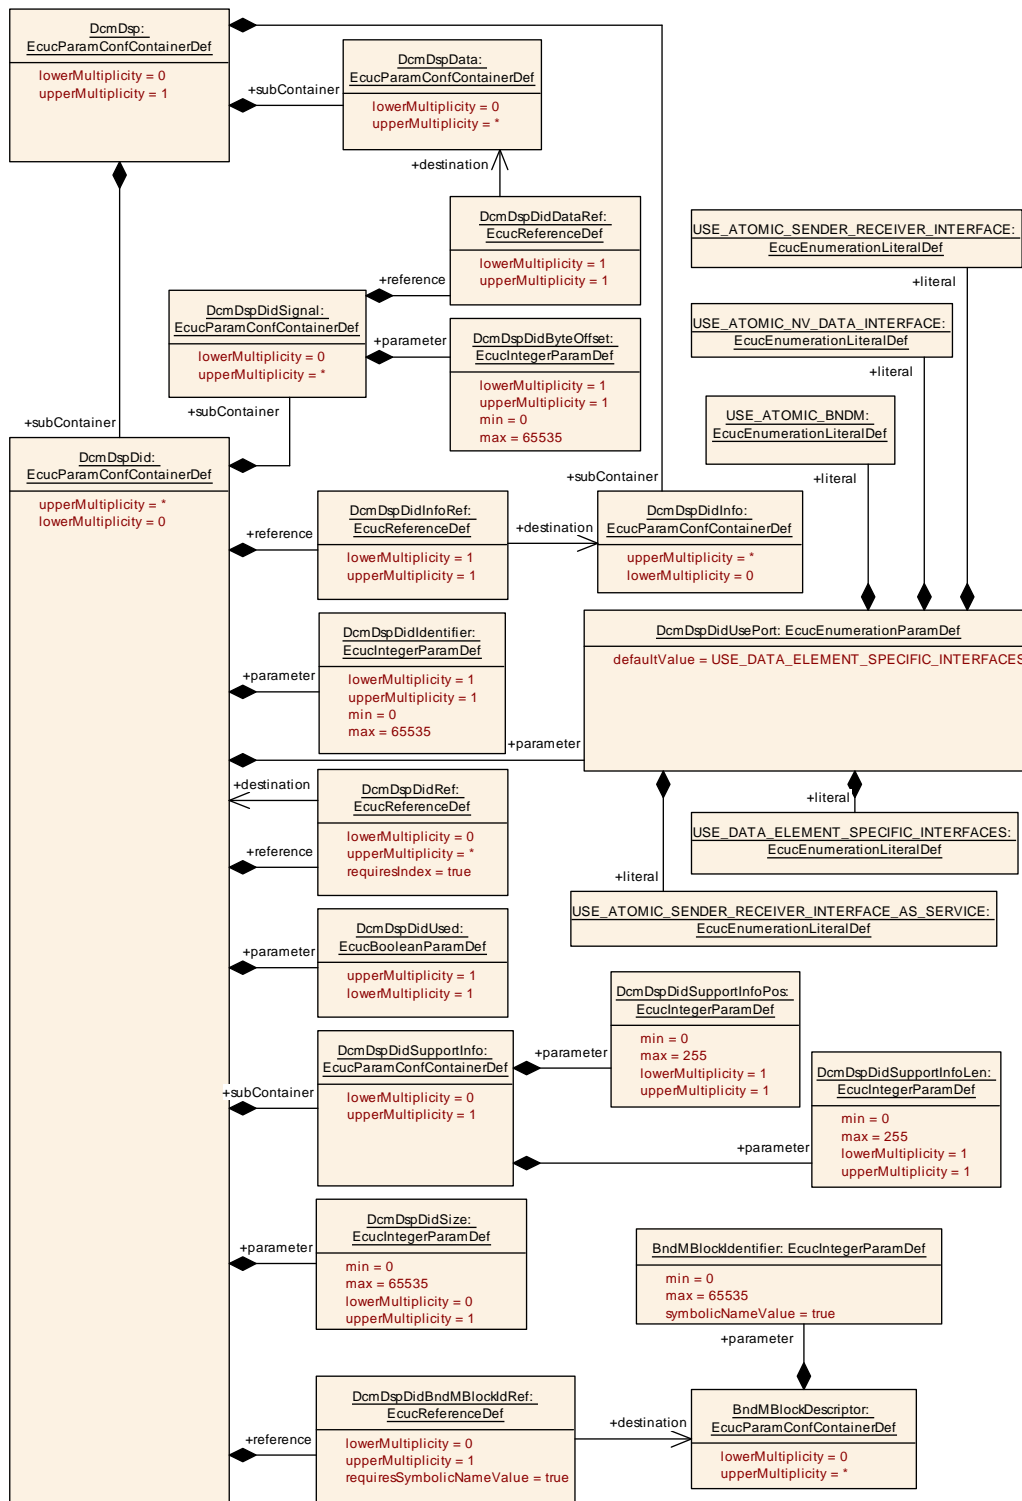 DcmDsp:
EcucParamConfContainerDef
lowerMultiplicity = 0
upperMultiplicity = 1
+subContainer
DcmDspData:
EcucParamConfContainerDef
lowerMultiplicity = 0
upperMultiplicity = *
+destination
DcmDspDidDataRef:
EcucReferenceDef
lowerMultiplicity = 1
upperMultiplicity = 1
+reference
DcmDspDidSignal:
EcucParamConfContainerDef
lowerMultiplicity = 0
upperMultiplicity = *
+parameter
DcmDspDidByteOffset:
EcucIntegerParamDef
lowerMultiplicity = 1
upperMultiplicity = 1
min = 0
max = 65535
+subContainer
USE_ATOMIC_SENDER_RECEIVER_INTERFACE:
EcucEnumerationLiteralDef
+literal
USE_ATOMIC_NV_DATA_INTERFACE:
EcucEnumerationLiteralDef
+literal
USE_ATOMIC_BNDM:
EcucEnumerationLiteralDef
+literal
+subContainer
DcmDspDid:
EcucParamConfContainerDef
upperMultiplicity = *
lowerMultiplicity = 0
+reference
DcmDspDidInfoRef:
EcucReferenceDef
lowerMultiplicity = 1
upperMultiplicity = 1
+destination
+subContainer
DcmDspDidInfo:
EcucParamConfContainerDef
upperMultiplicity = *
lowerMultiplicity = 0
+parameter
DcmDspDidIdentifier:
EcucIntegerParamDef
lowerMultiplicity = 1
upperMultiplicity = 1
min = 0
max = 65535
+parameter
DcmDspDidUsePort: EcucEnumerationParamDef
defaultValue = USE_DATA_ELEMENT_SPECIFIC_INTERFACES
+literal
USE_DATA_ELEMENT_SPECIFIC_INTERFACES:
EcucEnumerationLiteralDef
+literal
USE_ATOMIC_SENDER_RECEIVER_INTERFACE_AS_SERVICE:
EcucEnumerationLiteralDef
+destination
DcmDspDidRef:
EcucReferenceDef
lowerMultiplicity = 0
upperMultiplicity = *
requiresIndex = true
+reference
+parameter
DcmDspDidUsed:
EcucBooleanParamDef
upperMultiplicity = 1
lowerMultiplicity = 1
+subContainer
DcmDspDidSupportInfo:
EcucParamConfContainerDef
lowerMultiplicity = 0
upperMultiplicity = 1
+parameter
DcmDspDidSupportInfoPos:
EcucIntegerParamDef
min = 0
max = 255
lowerMultiplicity = 1
upperMultiplicity = 1
+parameter
DcmDspDidSupportInfoLen:
EcucIntegerParamDef
min = 0
max = 255
lowerMultiplicity = 1
upperMultiplicity = 1
+parameter
DcmDspDidSize:
EcucIntegerParamDef
min = 0
max = 65535
lowerMultiplicity = 0
upperMultiplicity = 1
BndMBlockIdentifier: EcucIntegerParamDef
min = 0
max = 65535
symbolicNameValue = true
+parameter
+reference
DcmDspDidBndMBlockIdRef:
EcucReferenceDef
lowerMultiplicity = 0
upperMultiplicity = 1
requiresSymbolicNameValue = true
+destination
BndMBlockDescriptor:
EcucParamConfContainerDef
lowerMultiplicity = 0
upperMultiplicity = *